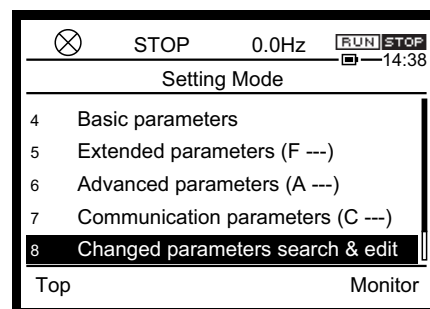 STOP 0.0Hz RUN STOP
14:38
Setting Mode
4 Basic parameters
5 Extended parameters (F ---)
6 Advanced parameters (A ---)
7 Communication parameters (C ---)
8 Changed parameters search & edit
Top Monitor